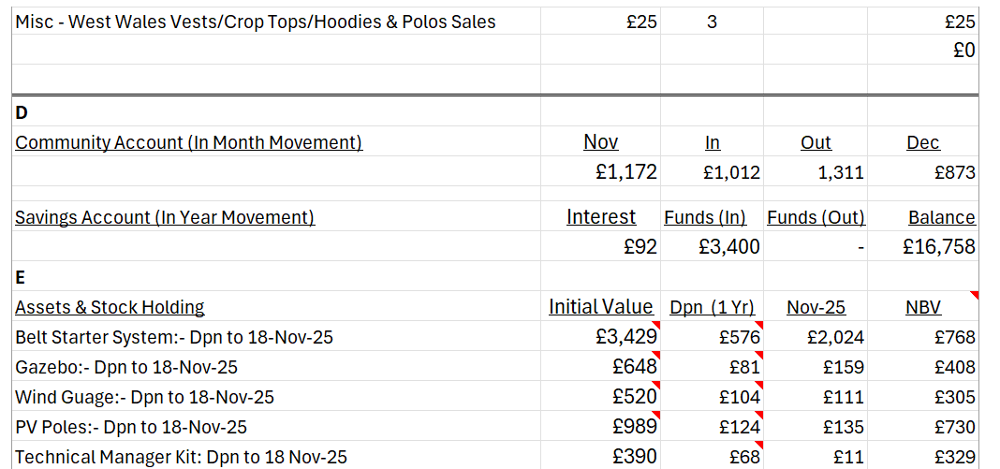 Misc - West Wales Vests/Crop Tops/Hoodies & Polos Sales £25 3 £25
£0
D
Community Account (In Month Movement) Nov In Out Dec
£1,172 £1,012 1,311 £873
Savings Account (In Year Movement) Interest Funds (In) Funds (Out) Balance
£92 £3,400 - £16,758
E
Assets & Stock Holding Initial Value Dpn (1 Yr) Nov-25 NBV
Belt Starter System:- Dpn to 18-Nov-25 £3,429 £576 £2,024 £768
Gazebo:- Dpn to 18-Nov-25 £648 £81 £159 £408
Wind Guage:- Dpn to 18-Nov-25 £520 £104 £111 £305
PV Poles:- Dpn to 18-Nov-25 £989 £124 £135 £730
Technical Manager Kit: Dpn to 18 Nov-25 £390 £68 £11 £329